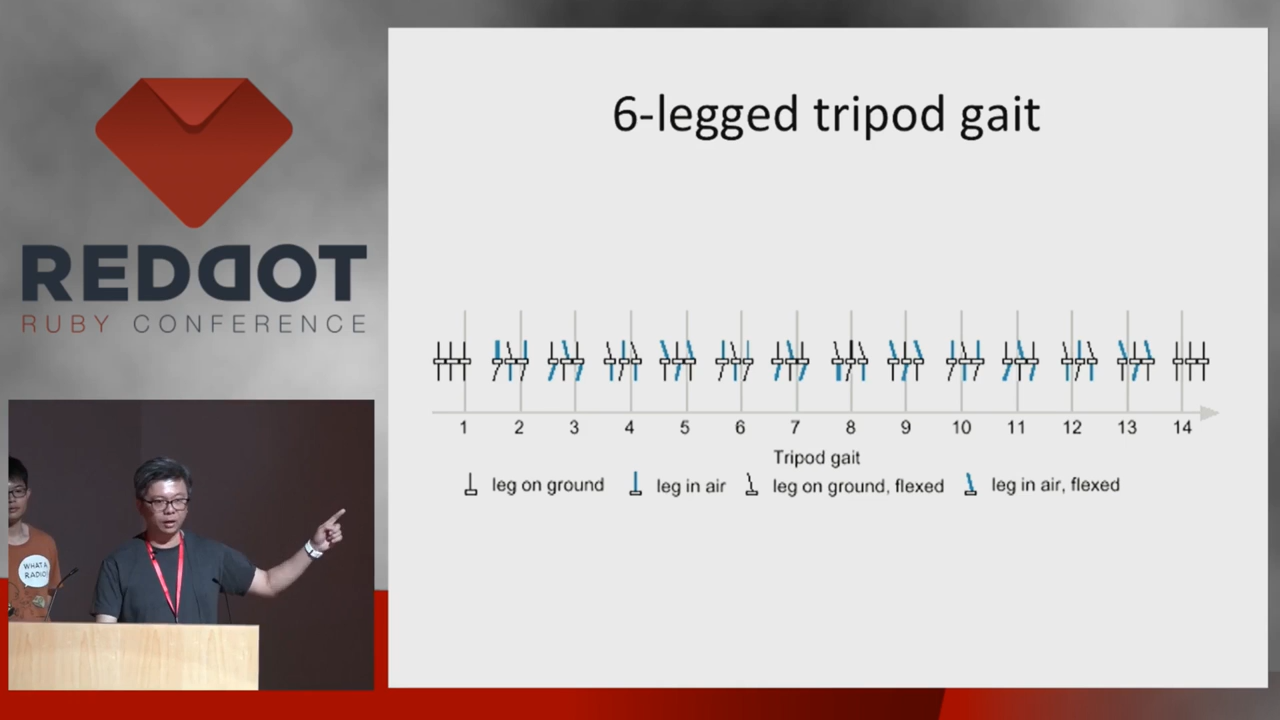 REDDOT
RUBY CONFERENCE
WHAT A
RADIO!
6-legged tripod gait
1 2 3 4 5 6 7 8 9 10 11 12 13 14
Tripod gait
leg on ground leg in air leg on ground, flexed leg in air, flexed